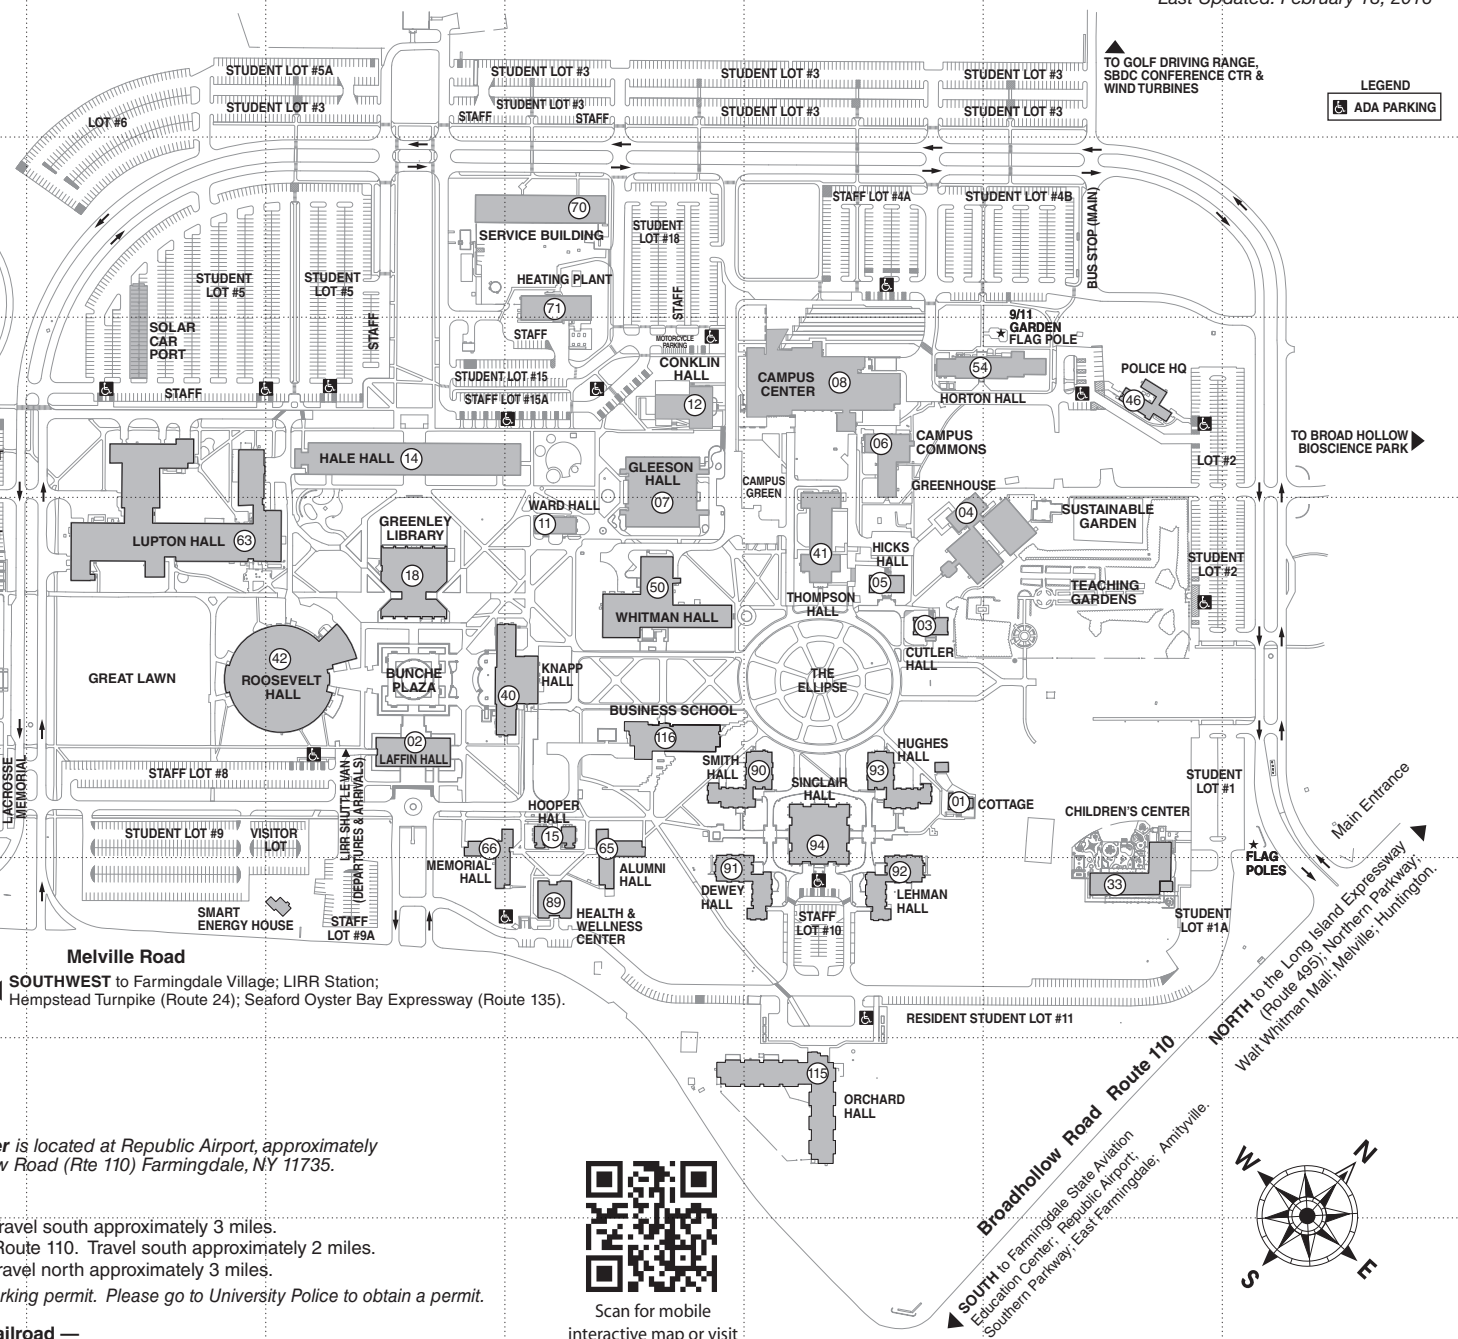 Last Updated: February
TO GOLF DRIVING RANGE,
SBDC CONFERENCE CTR &
WIND TURBINES
LEGEND
ADA PARKING
STUDENT LOT #5A
STUDENT LOT #3
STUDENT LOT #3
STUDENT LOT #3
STUDENT LOT #3
STUDENT LOT #3
STUDENT LOT #3
STUDENT LOT #3
STAFF
STAFF
STUDENT LOT #3
LOT #6
70
SERVICE BUILDING
STUDENT
LOT #18
STAFF
STAFF LOT #4A
STUDENT LOT #4B
BUS STOP (MAIN)
STUDENT
LOT #5
STUDENT
LOT #5
STAFF
SOLAR
CAR
PORT
STAFF
HEATING PLANT
71
STAFF
STUDENT LOT #15
STAFF LOT #15A
MOTORCYCLE
PARKING
CONKLIN
HALL
12
CAMPUS
CENTER
08
9/11
GARDEN
FLAG POLE
54
HORTON HALL
POLICE HQ
46
LOT #2
TO BROAD HOLLOW
BIOSCIENCE PARK
06
CAMPUS
COMMONS
HALE HALL
14
GLEESON
HALL
07
CAMPUS
GREEN
GREENHOUSE
04
SUSTAINABLE
GARDEN
WARD HALL
11
LUPTON HALL
63
GREENLEY
LIBRARY
18
50
WHITMAN HALL
41
THOMPSON
HALL
HICKS
HALL
05
03
CUTLER
HALL
TEACHING
GARDENS
STUDENT
LOT #2
GREAT LAWN
42
ROOSEVELT
HALL
BUNCHE
PLAZA
KNAPP
HALL
40
THE
ELLIPSE
BUSINESS SCHOOL
116
02
LAFFIN HALL
LACROSSE
MEMORIAL
STAFF LOT #8
LIRR SHUTTLE VAN
(DEPARTURES & ARRIVALS)
SMITH
HALL
90
SINCLAIR
HALL
94
HUGHES
HALL
93
01
COTTAGE
STUDENT
LOT #1
Main Entrance
CHILDREN'S CENTER
33
FLAG
POLES
STUDENT LOT #9
VISITOR
LOT
HOOPER
HALL
15
66
MEMORIAL
HALL
65
ALUMNI
HALL
91
DEWEY
HALL
92
LEHMAN
HALL
89
HEALTH &
WELLNESS
CENTER
SMART
ENERGY HOUSE
STAFF
LOT #9A
STAFF
LOT #10
STUDENT
LOT #1A
Melville Road
SOUTHWEST to Farmingdale Village; LIRR Station;
Hempstead Turnpike (Route 24); Seaford Oyster Bay Expressway (Route 135).
RESIDENT STUDENT LOT #11
NORTH to the Long Island Expressway
(Route 495); Northern Parkway;
Walt Whitman Mall; Melville; Huntington.
115
ORCHARD
HALL
Broadhollow Road Route 110
SOUTH to Farmingdale State Aviation
Education Center; Republic Airport;
Southern Parkway; East Farmingdale; Amityville.
is located at Republic Airport, approximately
Road (Rte 110) Farmingdale, NY 11735.
travel south approximately 3 miles.
Route 110. Travel south approximately 2 miles.
travel north approximately 3 miles.
permit. Please go to University Police to obtain a permit.
Scan for mobile
interactive map or visit
W
N
S
E